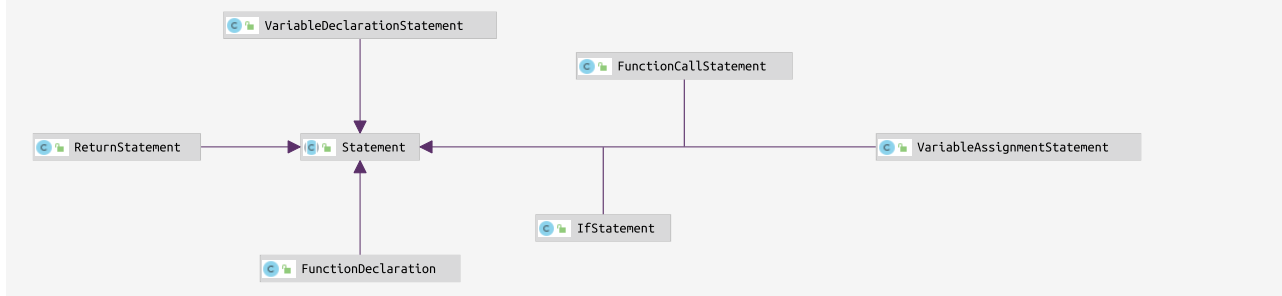 C VariableDeclarationStatement
C FunctionCallStatement
C ReturnStatement
(C) Statement
C VariableAssignmentStatement
C IfStatement
C FunctionDeclaration